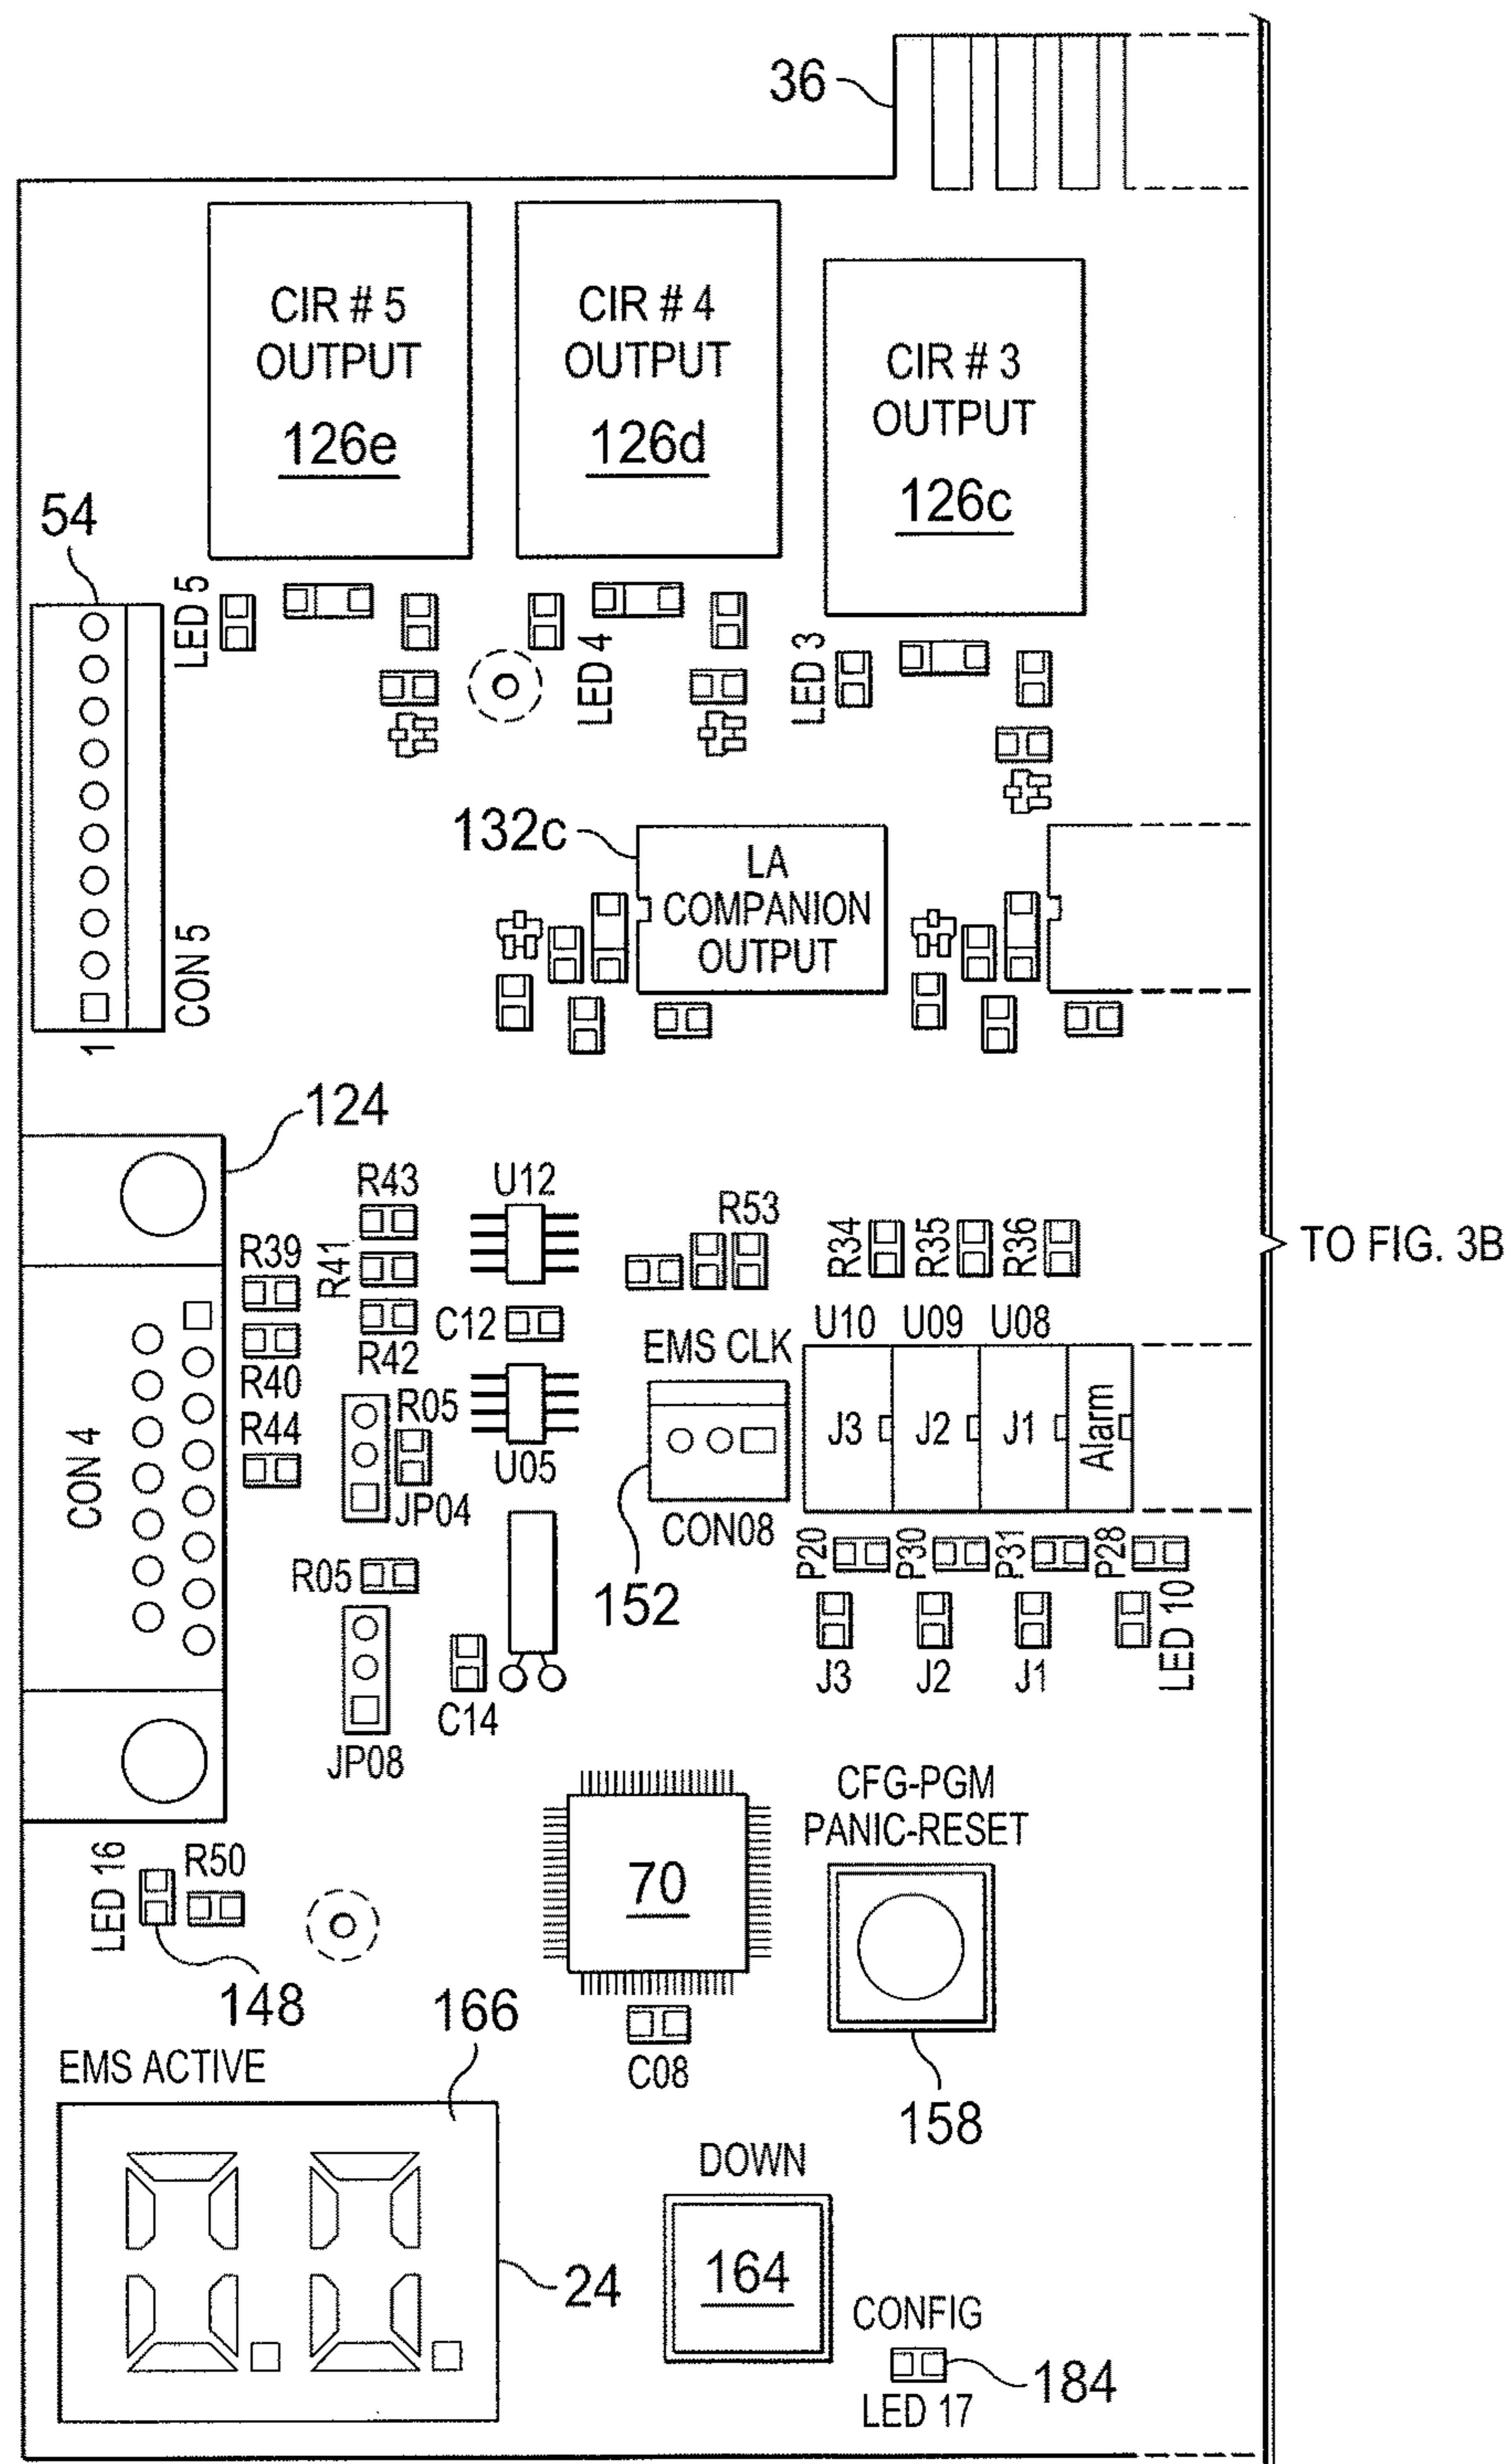 36
CIR # 5
OUTPUT
126e
CIR # 4
OUTPUT
126d
CIR # 3
OUTPUT
126c
54
LED 5
LED 4
LED 3
132c
LA
COMPANION
OUTPUT
CON 5
1
124
R43
U12
R53
R34
R35
R36
TO FIG. 3B
R39
R41
C12
U10
U09
U08
R40
R42
EMS CLK
R44
R05
U05
J3
J2
J1
Alarm
CON 4
JP04
CON08
R05
152
P20
P30
P31
P28
J3
J2
J1
LED 10
C14
JP08
CFG-PGM
PANIC-RESET
LED 16
R50
70
148
166
C08
158
EMS ACTIVE
DOWN
24
164
CONFIG
184
LED 17